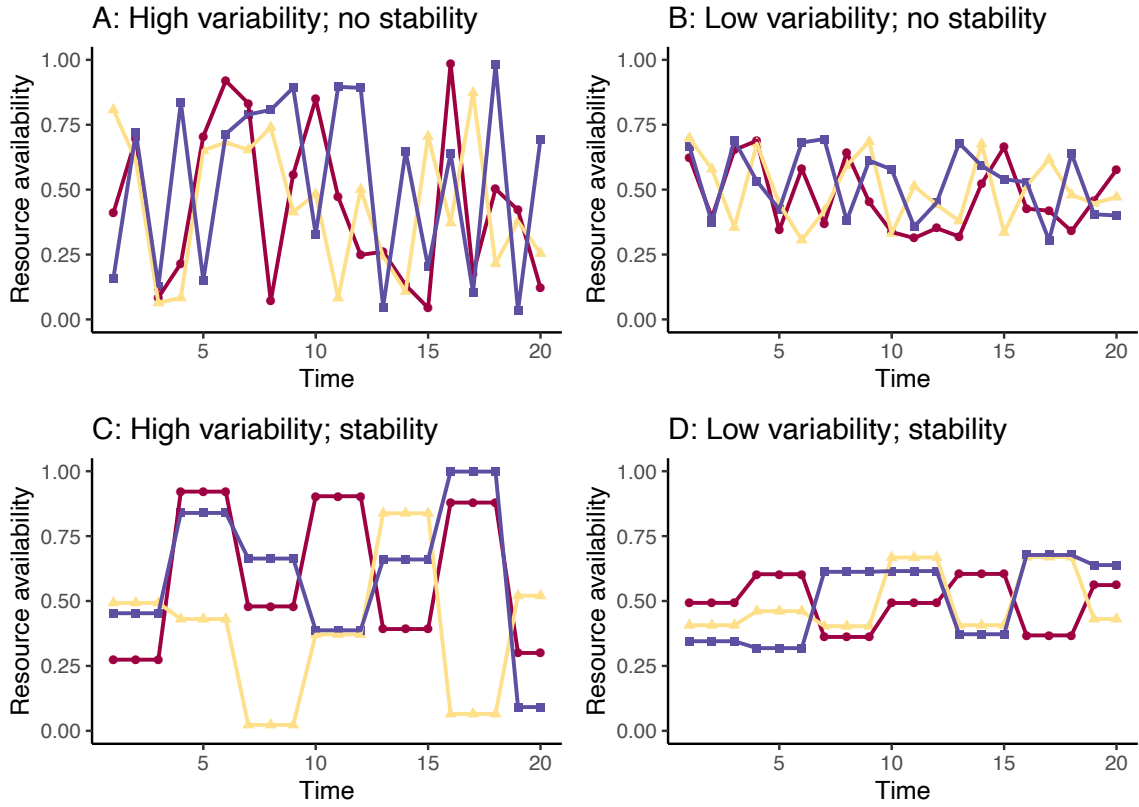 A: High variability; no stability
Resource availability
1.00
0.75
0.50
0.25
0.00
5 10 15 20
Time
B: Low variability; no stability
Resource availability
1.00
0.75
0.50
0.25
0.00
5 10 15 20
Time
C: High variability; stability
Resource availability
1.00
0.75
0.50
0.25
0.00
5 10 15 20
Time
D: Low variability; stability
Resource availability
1.00
0.75
0.50
0.25
0.00
5 10 15 20
Time